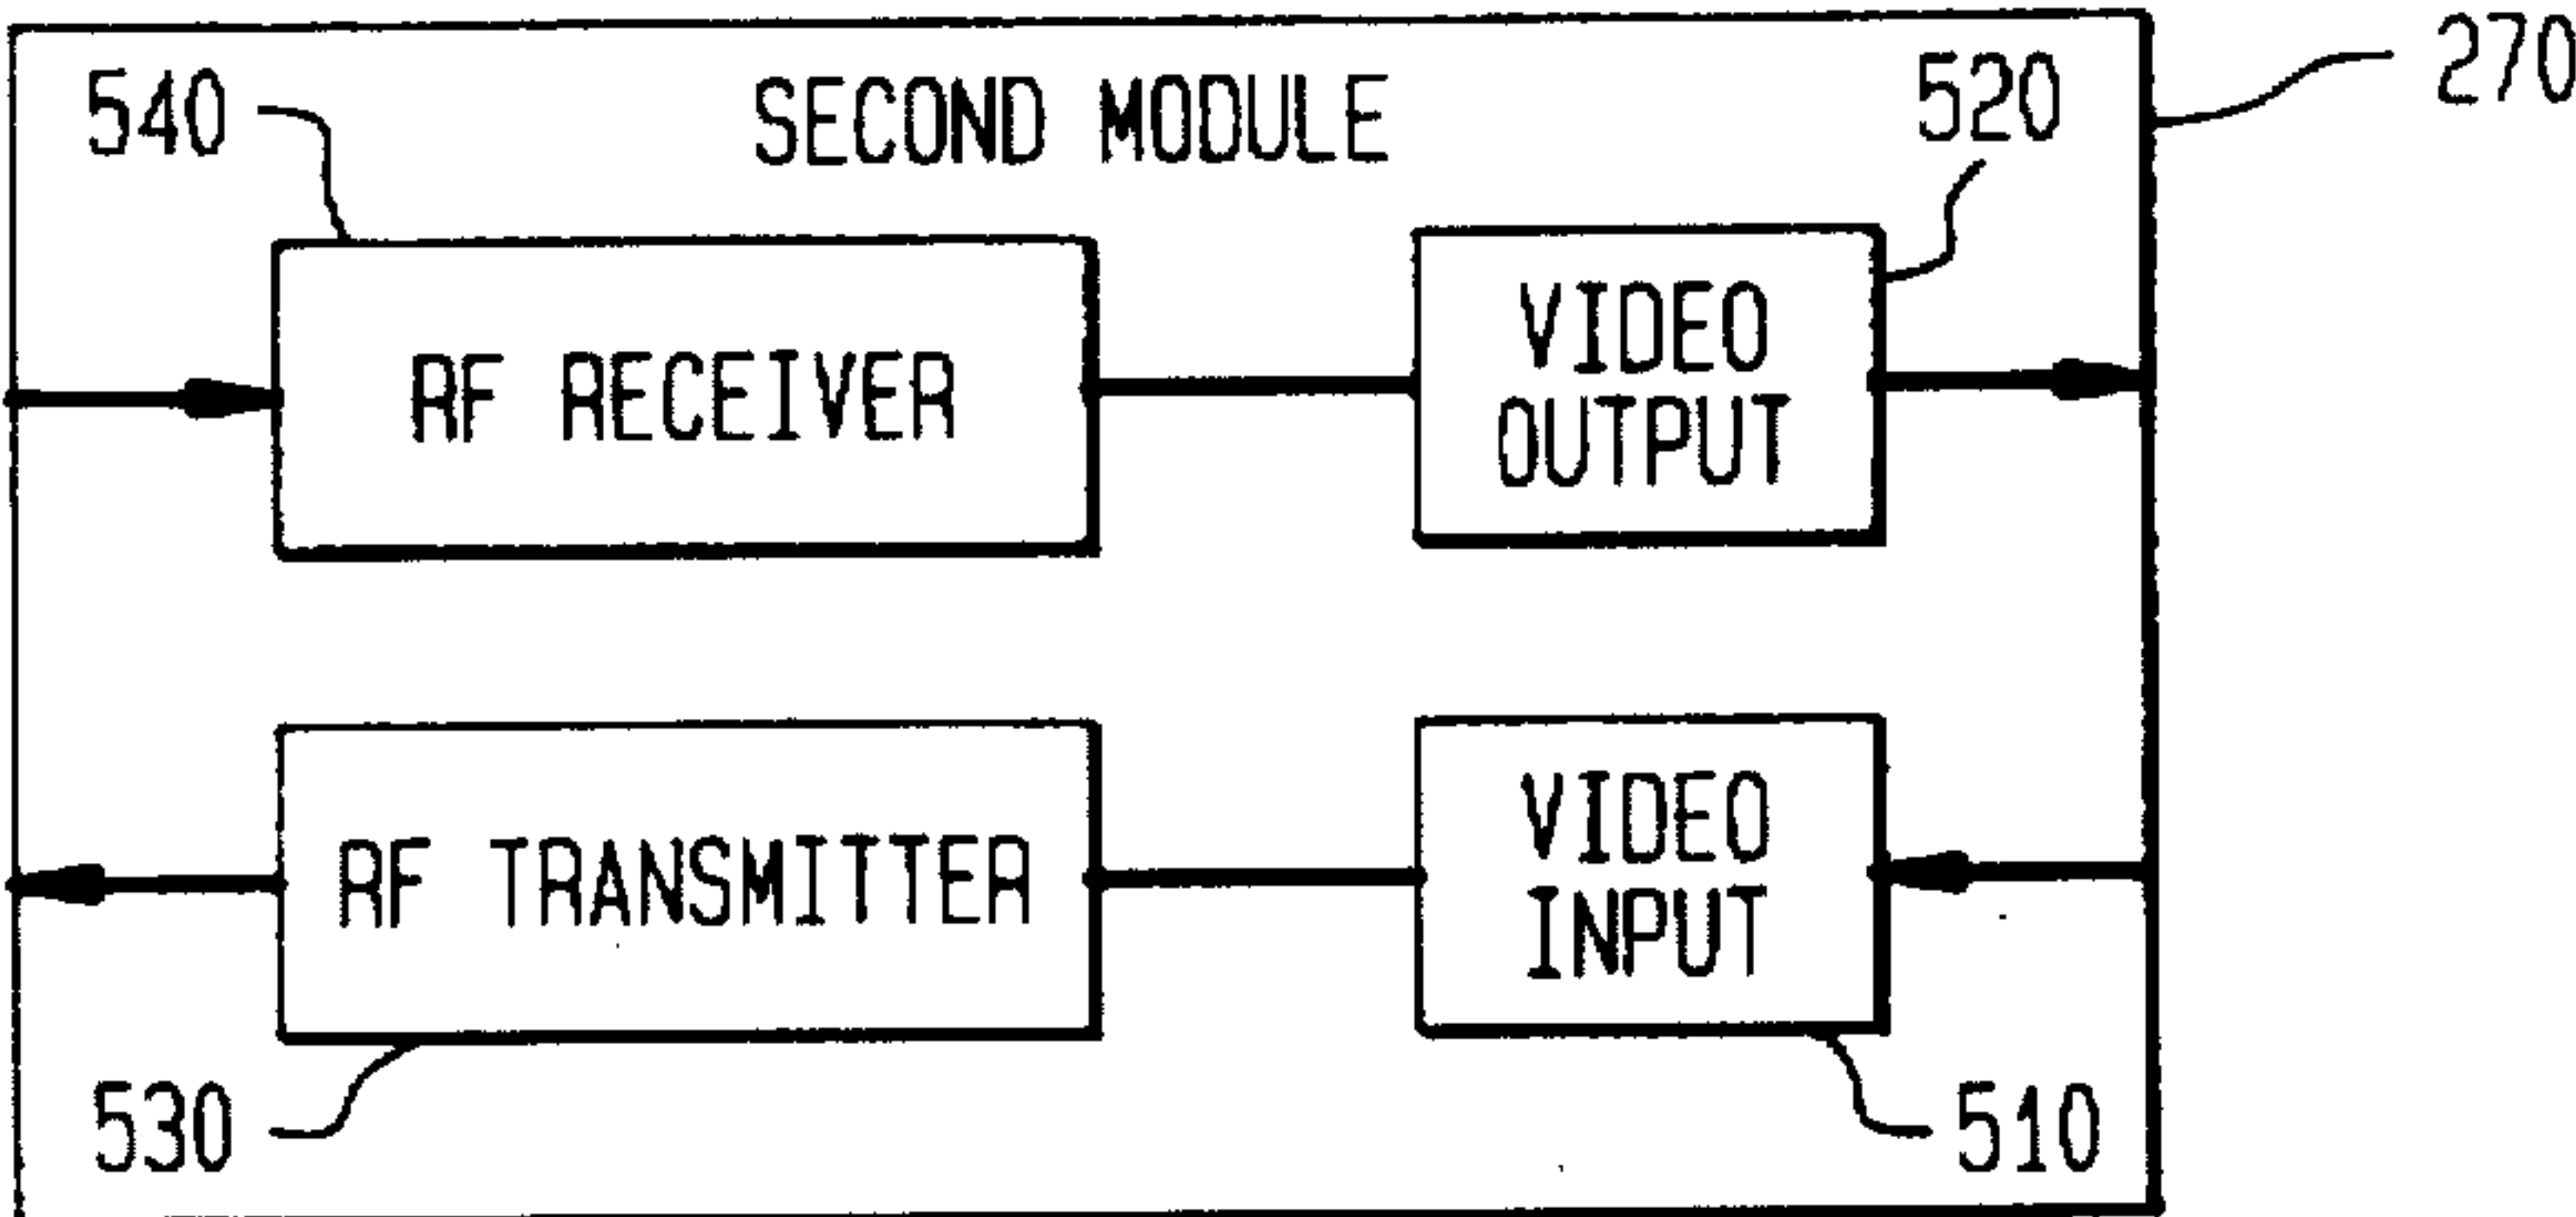 270
540
SECOND MODULE
520
RF RECEIVER
VIDEO
OUTPUT
RF TRANSMITTER
VIDEO
INPUT
530
510